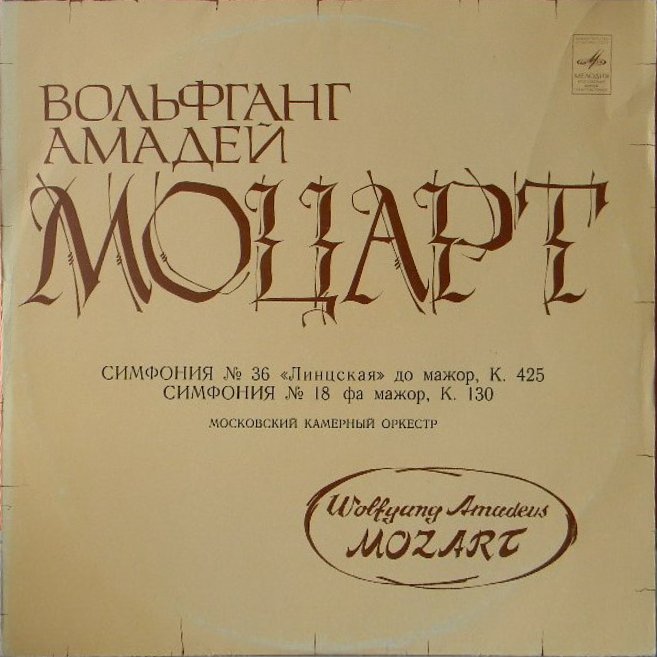 ВОЛЬФГАНГ
АМАДЕЙ
МОЦАРТ
МЕЛОДИЯ
СИМФОНИЯ № 36 «Линцская» до мажор, К. 425
СИМФОНИЯ № 18 фа мажор, К. 130
МОСКОВСКИЙ КАМЕРНЫЙ ОРКЕСТР
Wolfgang Amadeus
MOZART